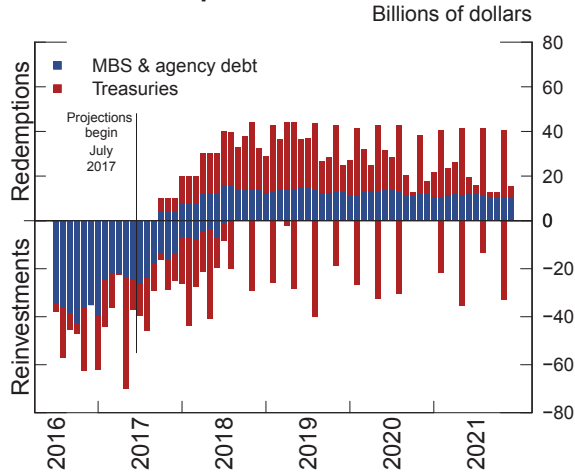 Billions of dollars
MBS & agency debt
Treasuries
Projections
begin
July
2017
Redemptions
Reinvestments
80
60
40
20
0
−20
−40
−60
−80
2016
2017
2018
2019
2020
2021